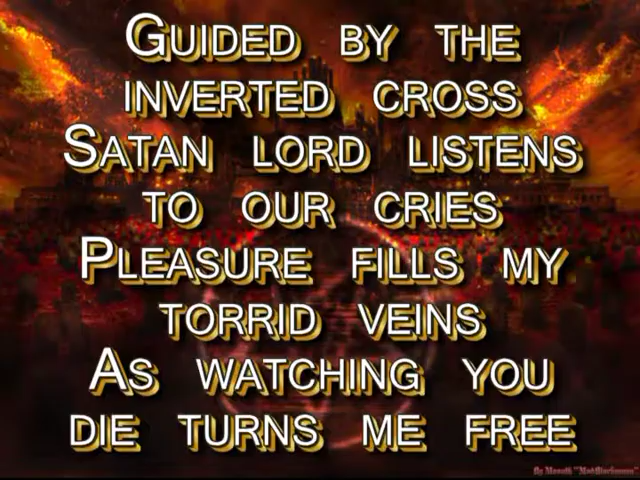 Guided by the
inverted cross
Satan lord listens
to our cries
Pleasure fills my
torrid veins
As watching you
die turns me free